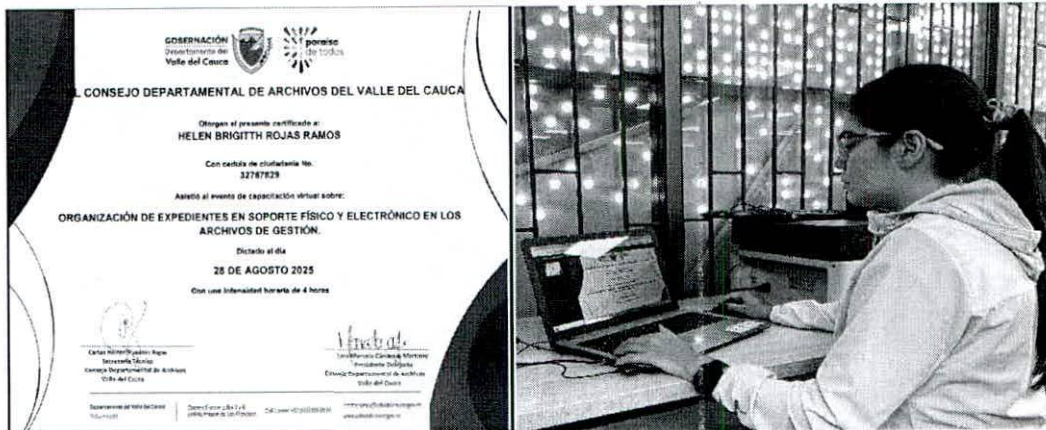 GOBERNACIÓN
Departamento del
Valle del Cauca
paraíso
de todos
L CONSEJO DEPARTAMENTAL DE ARCHIVOS DEL VALLE DEL CAUCA
Otorgan el presente certificado a:
HELEN BRIGITTH ROJAS RAMOS
Con cedula de ciudadania No.
32767829
Asistió al evento de capacitación virtual sobre:
ORGANIZACIÓN DE EXPEDIENTES EN SOPORTE FÍSICO Y ELECTRÓNICO EN LOS
ARCHIVOS DE GESTIÓN.
Dictado el día
28 DE AGOSTO 2025
Con una intensidad horaria de 4 horas
Secretario Técnico
Consejo Departamental de Archivos
Valle del Cauca
Presidente Delegada
Consejo Departamental de Archivos
Valle del Cauca